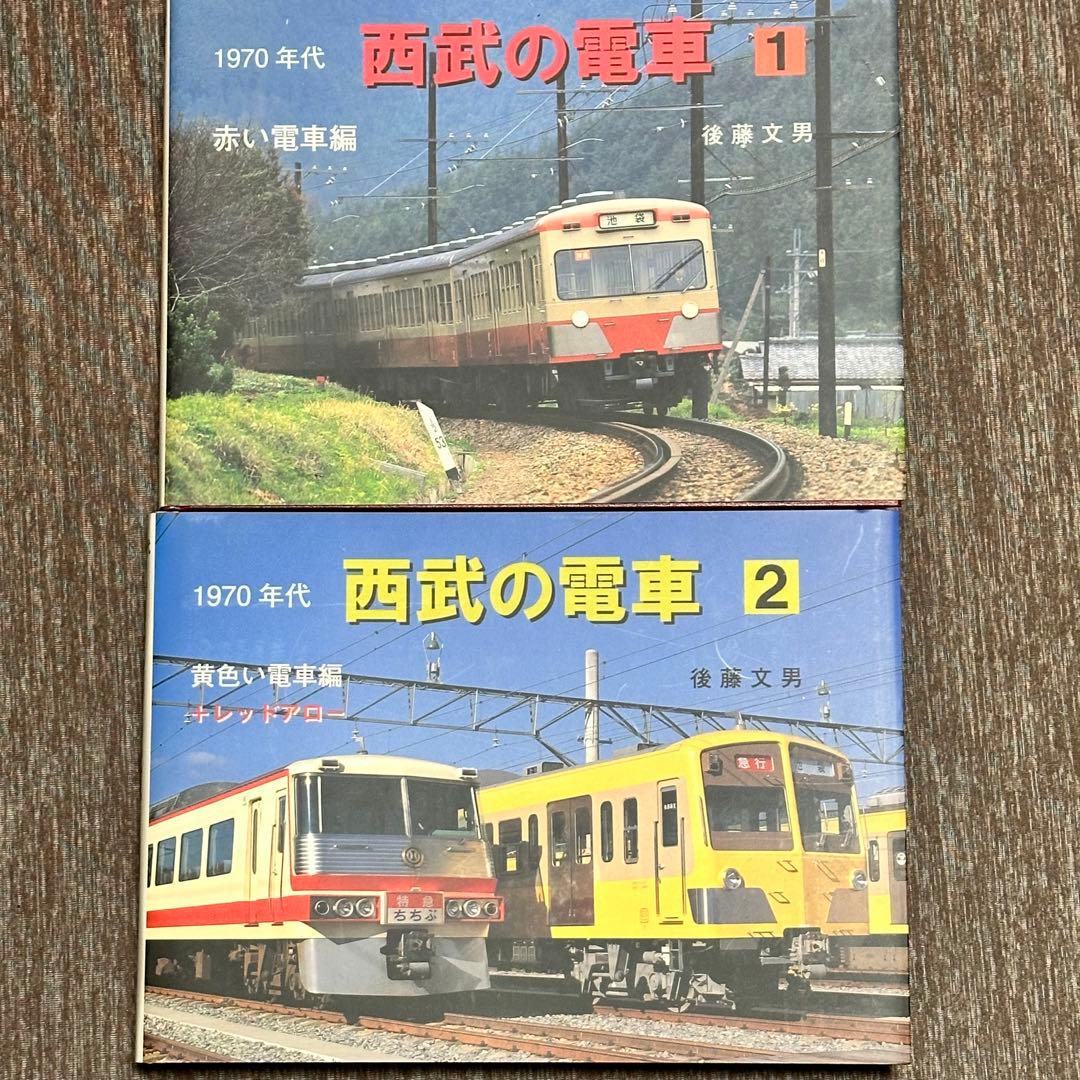 1970年代 西武の電車 1
赤い電車編 後藤文男
池袋
53
1970年代 西武の電車 2
黄色い電車編 後藤文男
+レッドアロー
急行
池袋
特急
ちちぶ